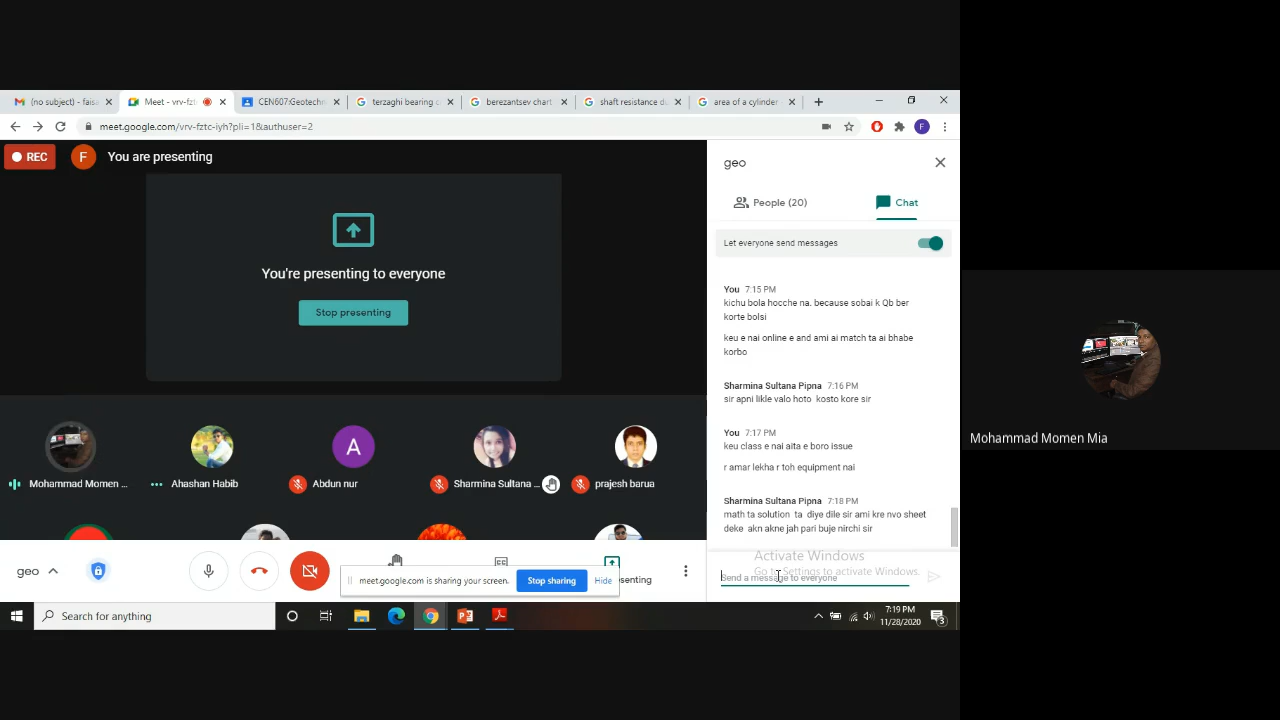 (no subject) - faisa
Meet - vrv-fzt
CEN607:Geotechn
terzaghi bearing c
berezantsev chart
shaft resistance du
area of a cylinder
meet.google.com/vrv-fztc-iyh?pli=1&authuser=2
F
REC
F
You are presenting
You're presenting to everyone
Stop presenting
geo
People (20)
Chat
Let everyone send messages
You 7:15 PM
kichu bola hocche na. because sobai k Qb ber
korte bolsi
keu e nai online e and ami ai match ta ai bhabe
korbo
Sharmina Sultana Pipna 7:16 PM
sir apni likle valo hoto kosto kore sir
You 7:17 PM
keu class e nai aita e boro issue
r amar lekha r toh equipment nai
Sharmina Sultana Pipna 7:18 PM
math ta solution ta diye dile sir ami kre nvo sheet
deke akn akne jah pari buje nirchi sir
Activate Windows
Go to Settings to activate Windows.
Send a message to everyone
A
Mohammad Momen ...
Ahashan Habib
Abdun nur
Sharmina Sultana ...
prajesh barua
geo
meet.google.com is sharing your screen.
Stop sharing
Hide
Search for anything
7:19 PM
11/28/2020
3
Mohammad Momen Mia